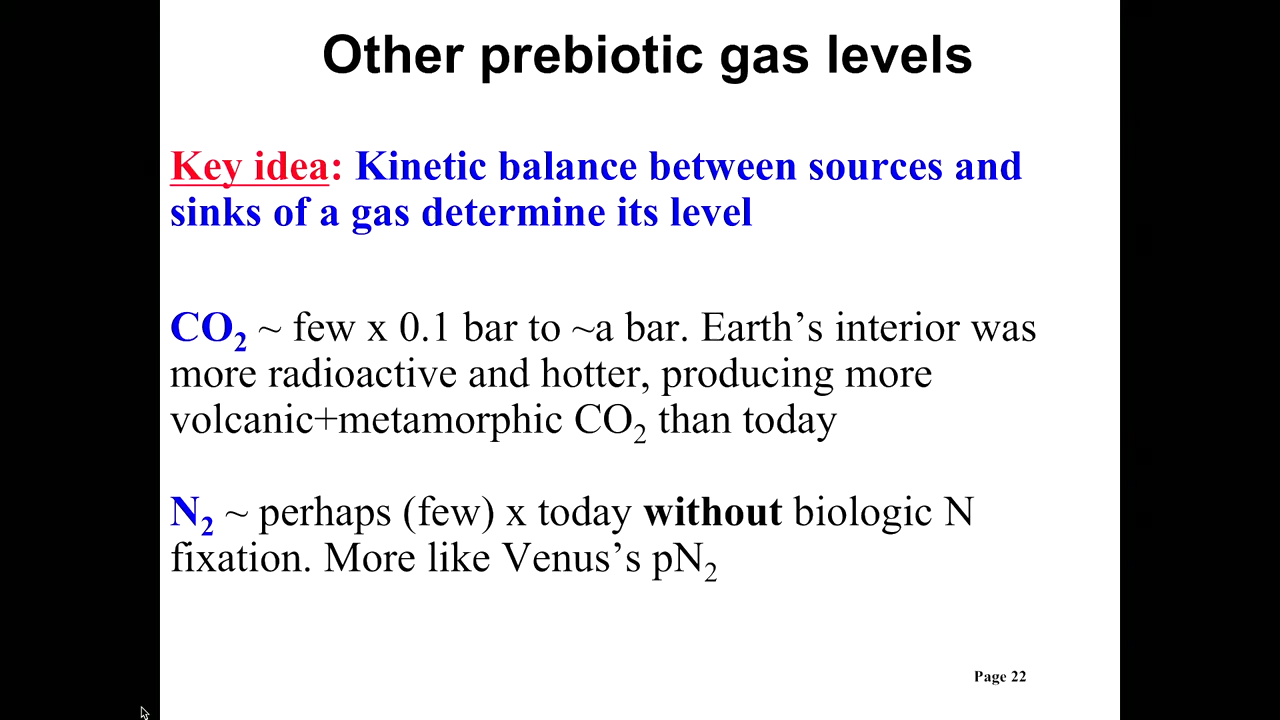 Other prebiotic gas levels
Key idea: Kinetic balance between sources and
sinks of a gas determine its level
CO₂ ~ few x 0.1 bar to ~a bar. Earth’s interior was
more radioactive and hotter, producing more
volcanic+metamorphic CO₂ than today
N₂ ~ perhaps (few) x today without biologic N
fixation. More like Venus’s pN₂
Page 22